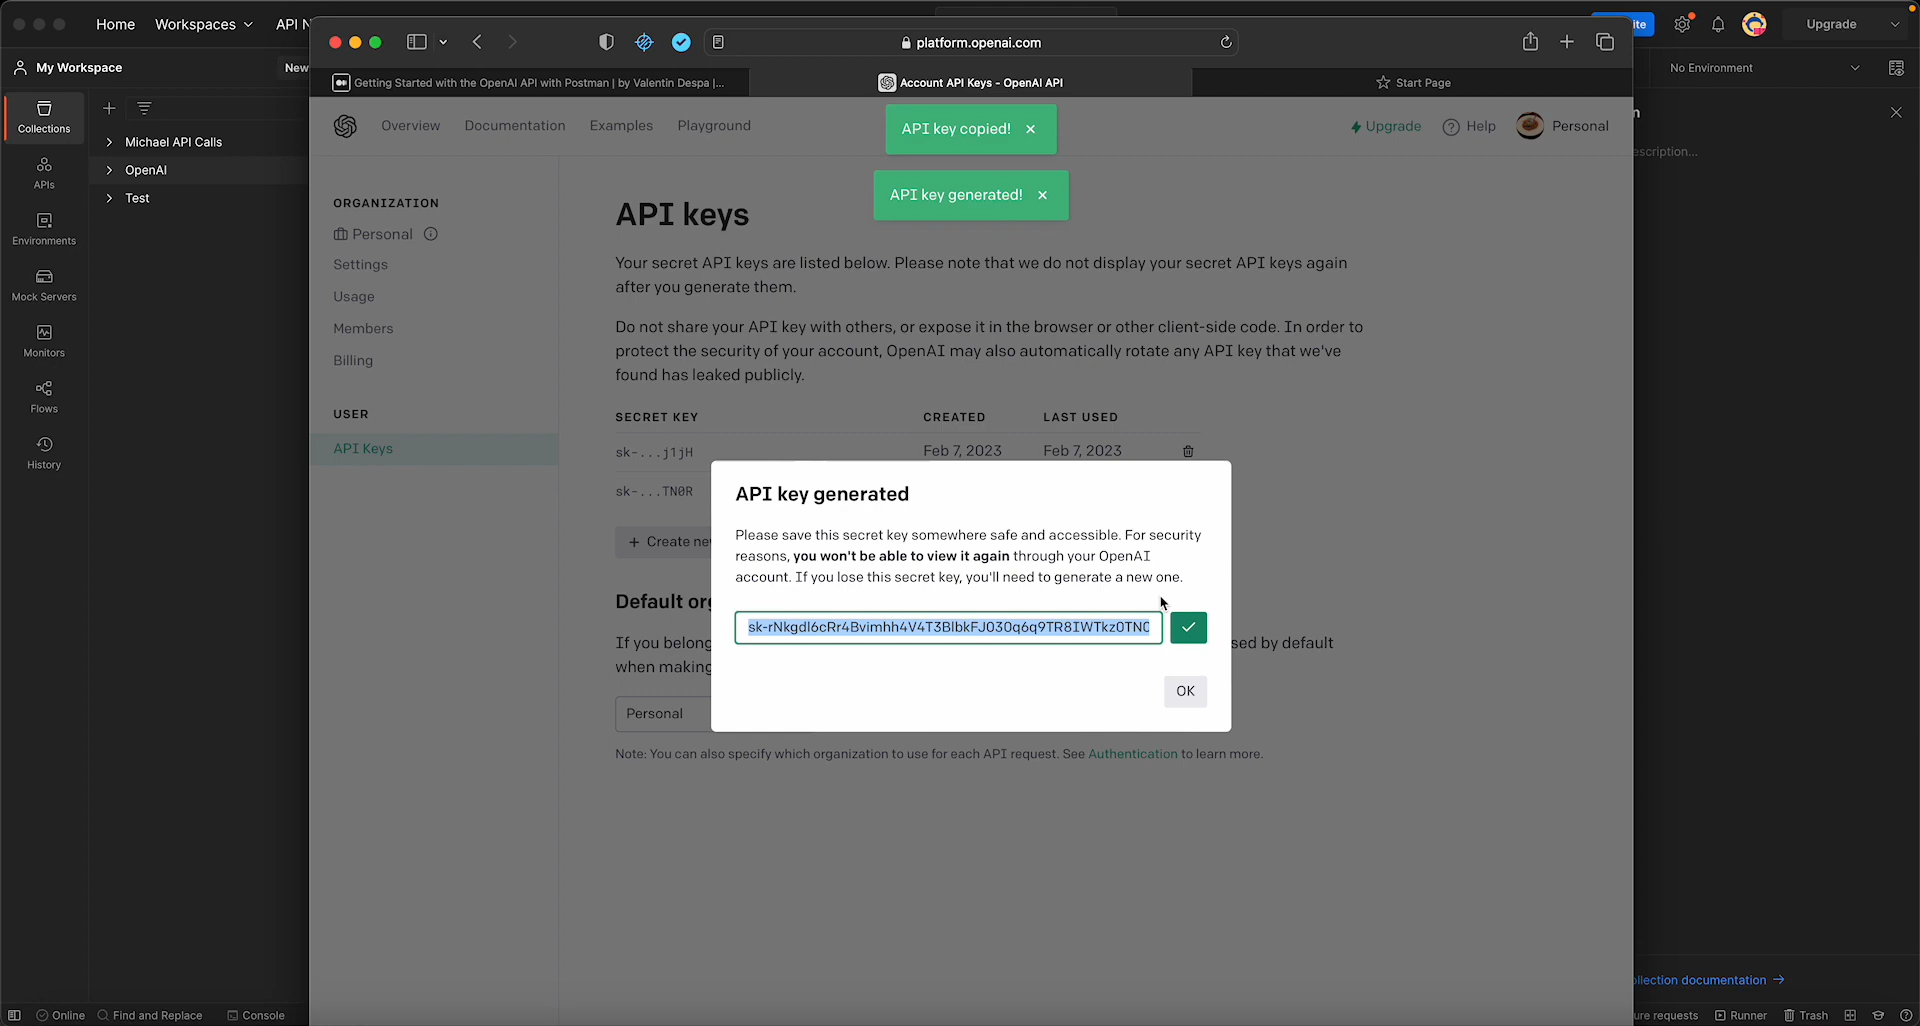 Home
Workspaces
API N
ite
Upgrade
platform.openai.com
My Workspace
New
No Environment
Getting Started with the OpenAI API with Postman | by Valentin Despa |...
Account API Keys - OpenAI API
Start Page
Collections
APIs
Environments
Mock Servers
Monitors
Flows
History
Michael API Calls
OpenAI
Test
Overview
Documentation
Examples
Playground
API key copied!
API key generated!
Upgrade
Help
Personal
n
escription...
ORGANIZATION
Personal
Settings
Usage
Members
Billing
USER
API Keys
API keys
Your secret API keys are listed below. Please note that we do not display your secret API keys again
after you generate them.
Do not share your API key with others, or expose it in the browser or other client-side code. In order to
protect the security of your account, OpenAI may also automatically rotate any API key that we've
found has leaked publicly.
SECRET KEY CREATED LAST USED
sk-...j1jH Feb 7, 2023 Feb 7, 2023
sk-...TN0R
+ Create ne
API key generated
Please save this secret key somewhere safe and accessible. For security
reasons, you won't be able to view it again through your OpenAI
account. If you lose this secret key, you'll need to generate a new one.
OK
Default or
If you belong
sed by default
when making
Personal
Note: You can also specify which organization to use for each API request. See Authentication to learn more.
llection documentation →
Online
Find and Replace
Console
ure requests
Runner
Trash